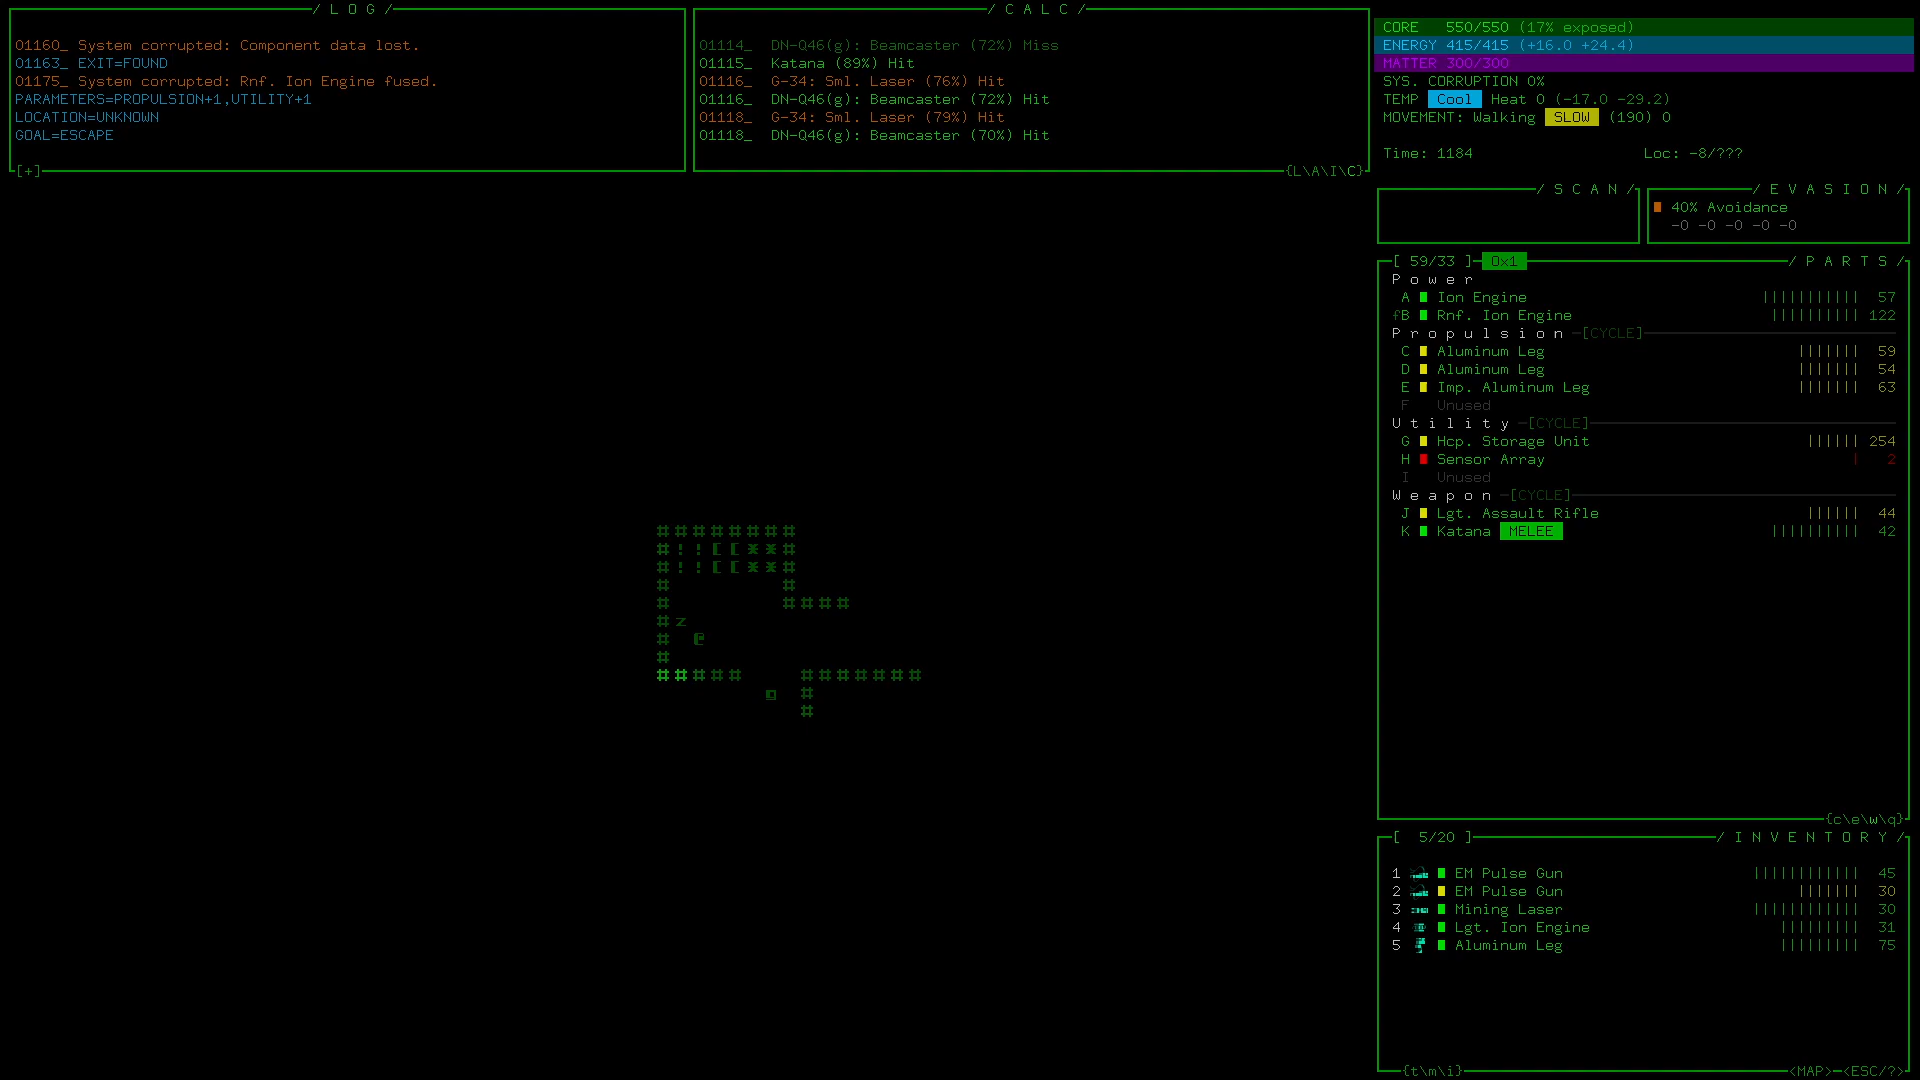 / L O G /
01160_ System corrupted: Component data lost.
01163_ EXIT=FOUND
01175_ System corrupted: Rnf. Ion Engine fused.
PARAMETERS=PROPULSION+1,UTILITY+1
LOCATION=UNKNOWN
GOAL=ESCAPE
[+]
/ C A L C /
01114_ DN-Q46(g): Beamcaster (72%) Miss
01115_ Katana (89%) Hit
01116_ G-34: Sml. Laser (76%) Hit
01116_ DN-Q46(g): Beamcaster (72%) Hit
01118_ G-34: Sml. Laser (79%) Hit
01118_ DN-Q46(g): Beamcaster (70%) Hit
{L\A\I\C}
CORE 550/550 (17% exposed)
ENERGY 415/415 (+16.0 +24.4)
MATTER 300/300
SYS. CORRUPTION 0%
TEMP Cool Heat 0 (-17.0 -29.2)
MOVEMENT: Walking SLOW (190) 0
Time: 1184 Loc: -8/???
/ S C A N /
/ E V A S I O N /
40% Avoidance
-0 -0 -0 -0 -0
[ 59/33 ] 0x1 / P A R T S /
P o w e r
A Ion Engine ||||||||||| 57
fB Rnf. Ion Engine |||||||||| 122
P r o p u l s i o n [CYCLE]
C Aluminum Leg ||||||| 59
D Aluminum Leg ||||||| 54
E Imp. Aluminum Leg ||||||| 63
F Unused
U t i l i t y [CYCLE]
G Hcp. Storage Unit |||||| 254
H Sensor Array | 2
I Unused
W e a p o n [CYCLE]
J Lgt. Assault Rifle |||||| 44
K Katana MELEE |||||||||| 42
{c\e\w\q}
# # # # # # # #
# ! ! [ [ * * #
# ! ! [ [ * * #
# #
# # # # #
# z
# @
#
# # # # # # # # # # # #
#
#
[ 5/20 ] / I N V E N T O R Y /
1 EM Pulse Gun |||||||||||| 45
2 EM Pulse Gun ||||||| 30
3 Mining Laser |||||||||||| 30
4 Lgt. Ion Engine ||||||||| 31
5 Aluminum Leg ||||||||| 75
{t\m\i} <MAP>-<ESC/?>